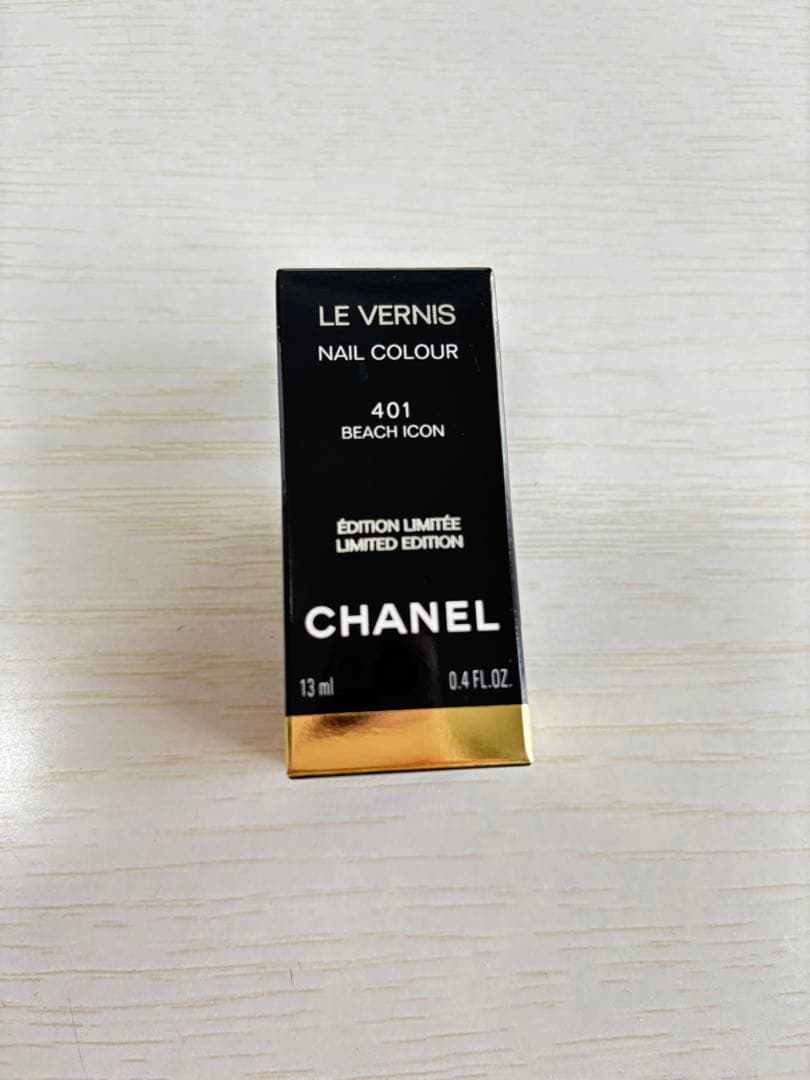 LE VERNIS
NAIL COLOUR
401
BEACH ICON
ÉDITION LIMITÉE
LIMITED EDITION
CHANEL
13 ml 0.4 FL.OZ.